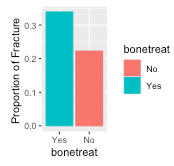 Proportion of Fracture
0.3
0.2
0.1
0.0
Yes No
bonetreat
bonetreat
No
Yes